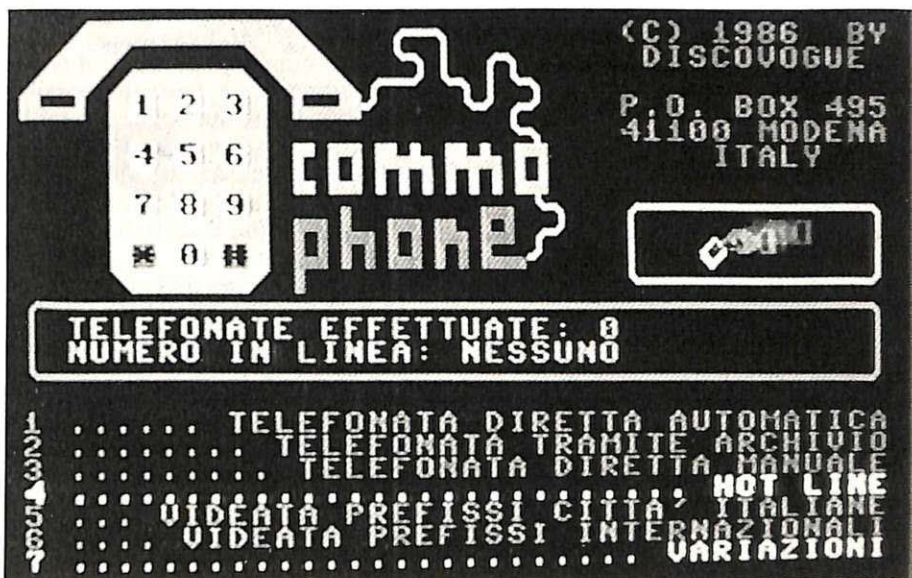 (C) 1986 BY
DISCOVOGUE
P.O. BOX 495
41100 MODENA
ITALY
1 2 3
4 5 6
7 8 9
* 0 #
commo
phone
TELEFONATE EFFETTUATE: 0
NUMERO IN LINEA: NESSUNO
1 ...... TELEFONATA DIRETTA AUTOMATICA
2 ........ TELEFONATA TRAMITE ARCHIVIO
3 ......... TELEFONATA DIRETTA MANUALE
4 ............................. HOT LINE
5 ... VIDEATA PREFISSI CITTA' ITALIANE
6 .... VIDEATA PREFISSI INTERNAZIONALI
7 ........................... VARIAZIONI